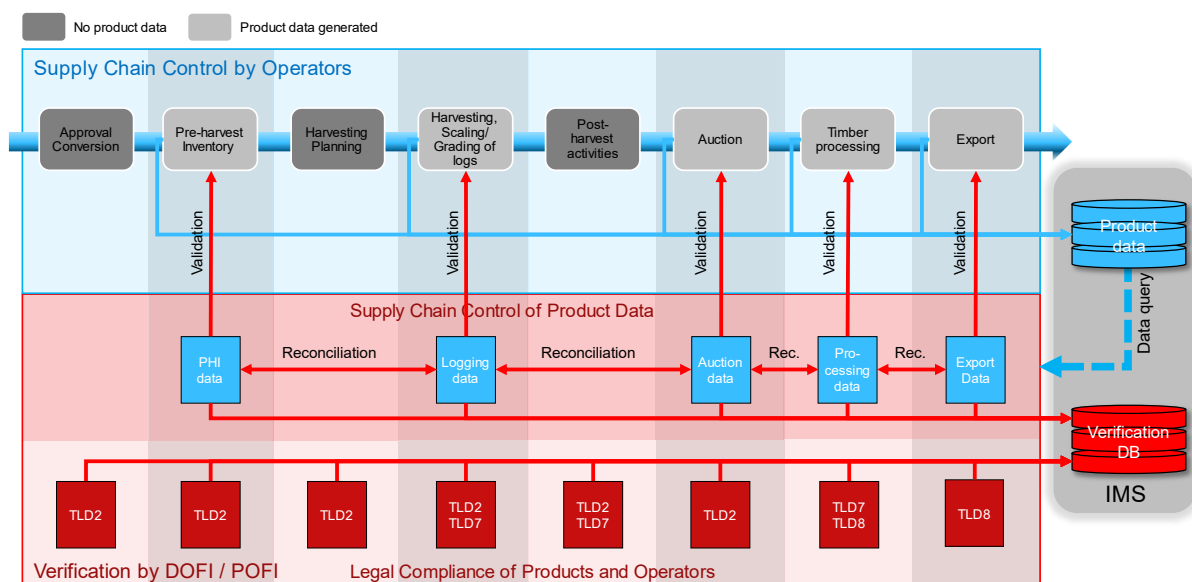 No product data
Product data generated
Supply Chain Control by Operators
Approval
Conversion
Pre-harvest
Inventory
Harvesting
Planning
Harvesting,
Scaling/
Grading of
logs
Post-
harvest
activities
Auction
Timber
processing
Export
Validation
Validation
Validation
Validation
Validation
Product
data
Data query
Supply Chain Control of Product Data
PHI
data
Reconciliation
Logging
data
Reconciliation
Auction
data
Rec.
Pro-
cessing
data
Rec.
Export
Data
Verification
DB
IMS
TLD2
TLD2
TLD2
TLD2
TLD7
TLD2
TLD7
TLD2
TLD7
TLD8
TLD8
Verification by DOFI / POFI
Legal Compliance of Products and Operators